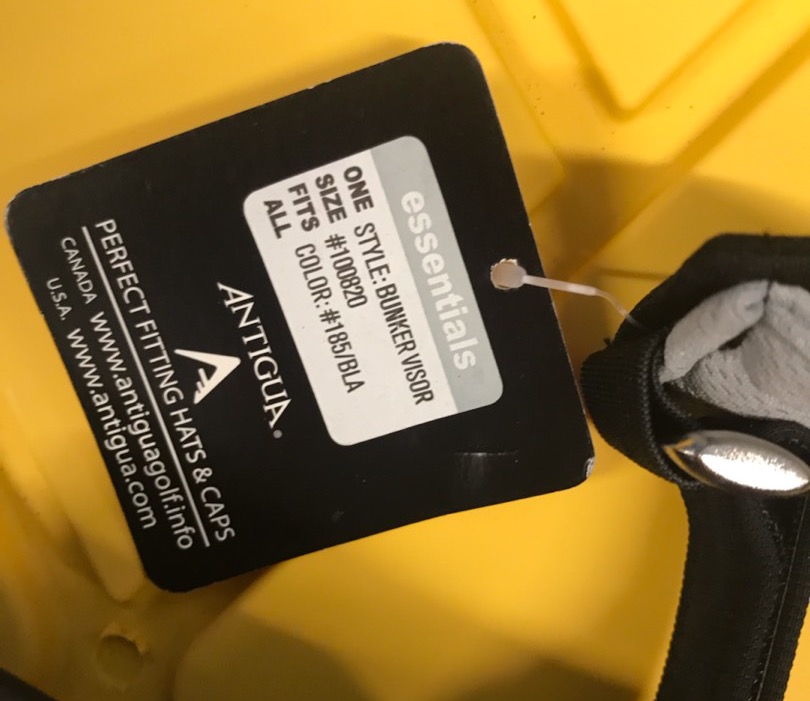 essentials
ONE STYLE: BUNKER VISOR
SIZE #100820
FITS COLOR: #185/BLA
ALL
ANTIGUA®
PERFECT FITTING HATS & CAPS
CANADA www.antiguagolf.info
U.S.A. www.antigua.com